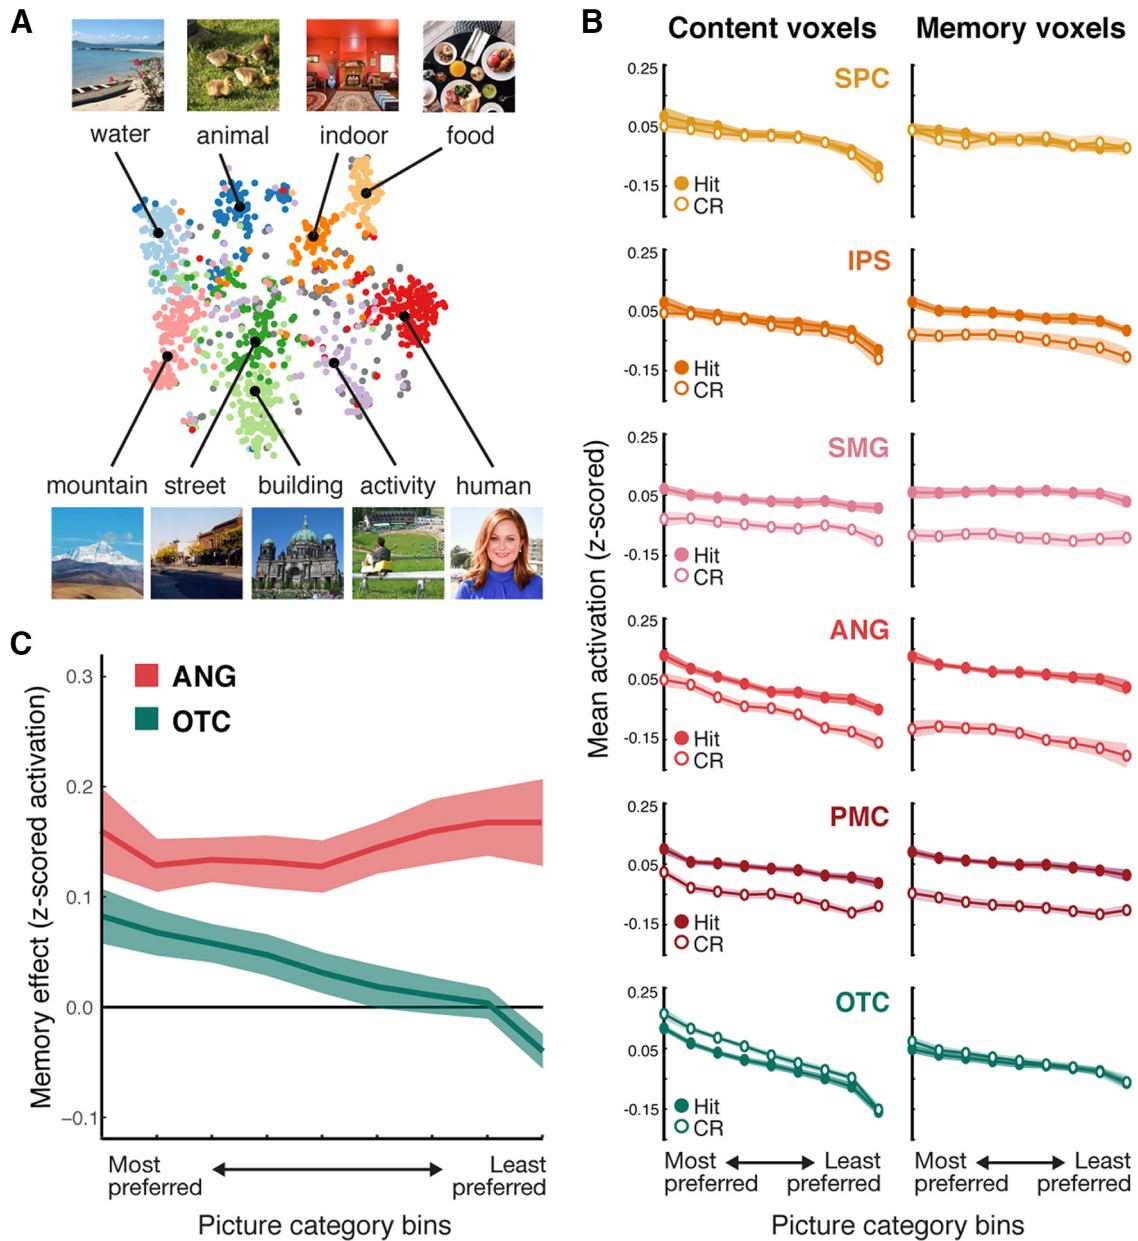 A
water
animal
indoor
food
mountain
street
building
activity
human
B
Content voxels
Memory voxels
Mean activation (z-scored)
0.25
0.05
-0.15
SPC
Hit
CR
0.25
0.05
-0.15
IPS
Hit
CR
0.25
0.05
-0.15
SMG
Hit
CR
0.25
0.05
-0.15
ANG
Hit
CR
0.25
0.05
-0.15
PMC
Hit
CR
0.25
0.05
-0.15
OTC
Hit
CR
Most preferred
Least preferred
Most preferred
Least preferred
Picture category bins
C
Memory effect (z-scored activation)
0.3
0.2
0.1
0.0
−0.1
ANG
OTC
Most preferred
Least preferred
Picture category bins